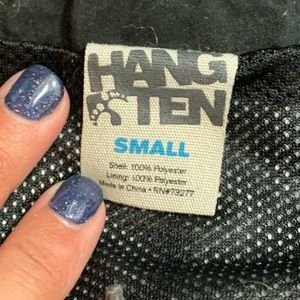 HANG
TEN
SMALL
Shell: 100% Polyester
Lining: 100% Polyester
Made in China • RN#73277